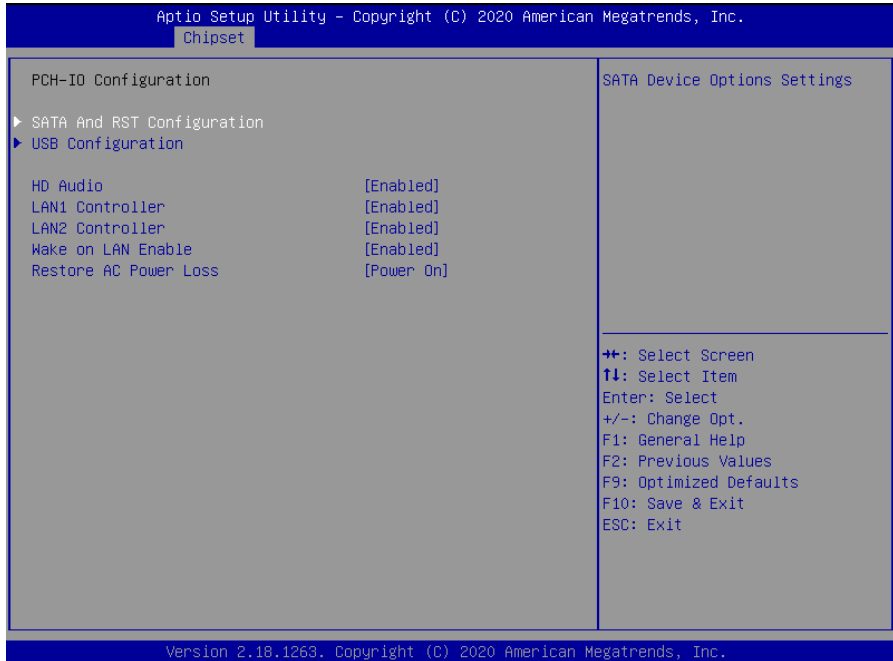 Aptio Setup Utility – Copyright (C) 2020 American Megatrends, Inc.
Chipset
PCH-IO Configuration
SATA And RST Configuration
USB Configuration
HD Audio [Enabled]
LAN1 Controller [Enabled]
LAN2 Controller [Enabled]
Wake on LAN Enable [Enabled]
Restore AC Power Loss [Power On]
SATA Device Options Settings
→←: Select Screen
↑↓: Select Item
Enter: Select
+/-: Change Opt.
F1: General Help
F2: Previous Values
F9: Optimized Defaults
F10: Save & Exit
ESC: Exit
Version 2.18.1263. Copyright (C) 2020 American Megatrends, Inc.